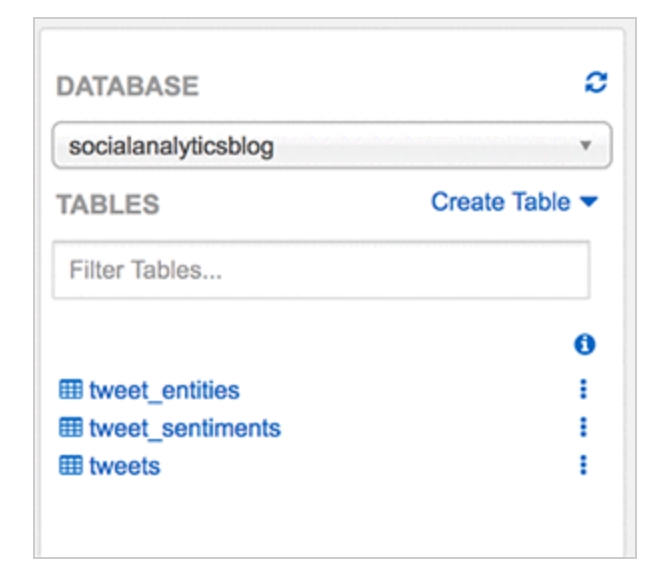 DATABASE
socialanalyticsblog
TABLES Create Table
Filter Tables...
tweet_entities
tweet_sentiments
tweets